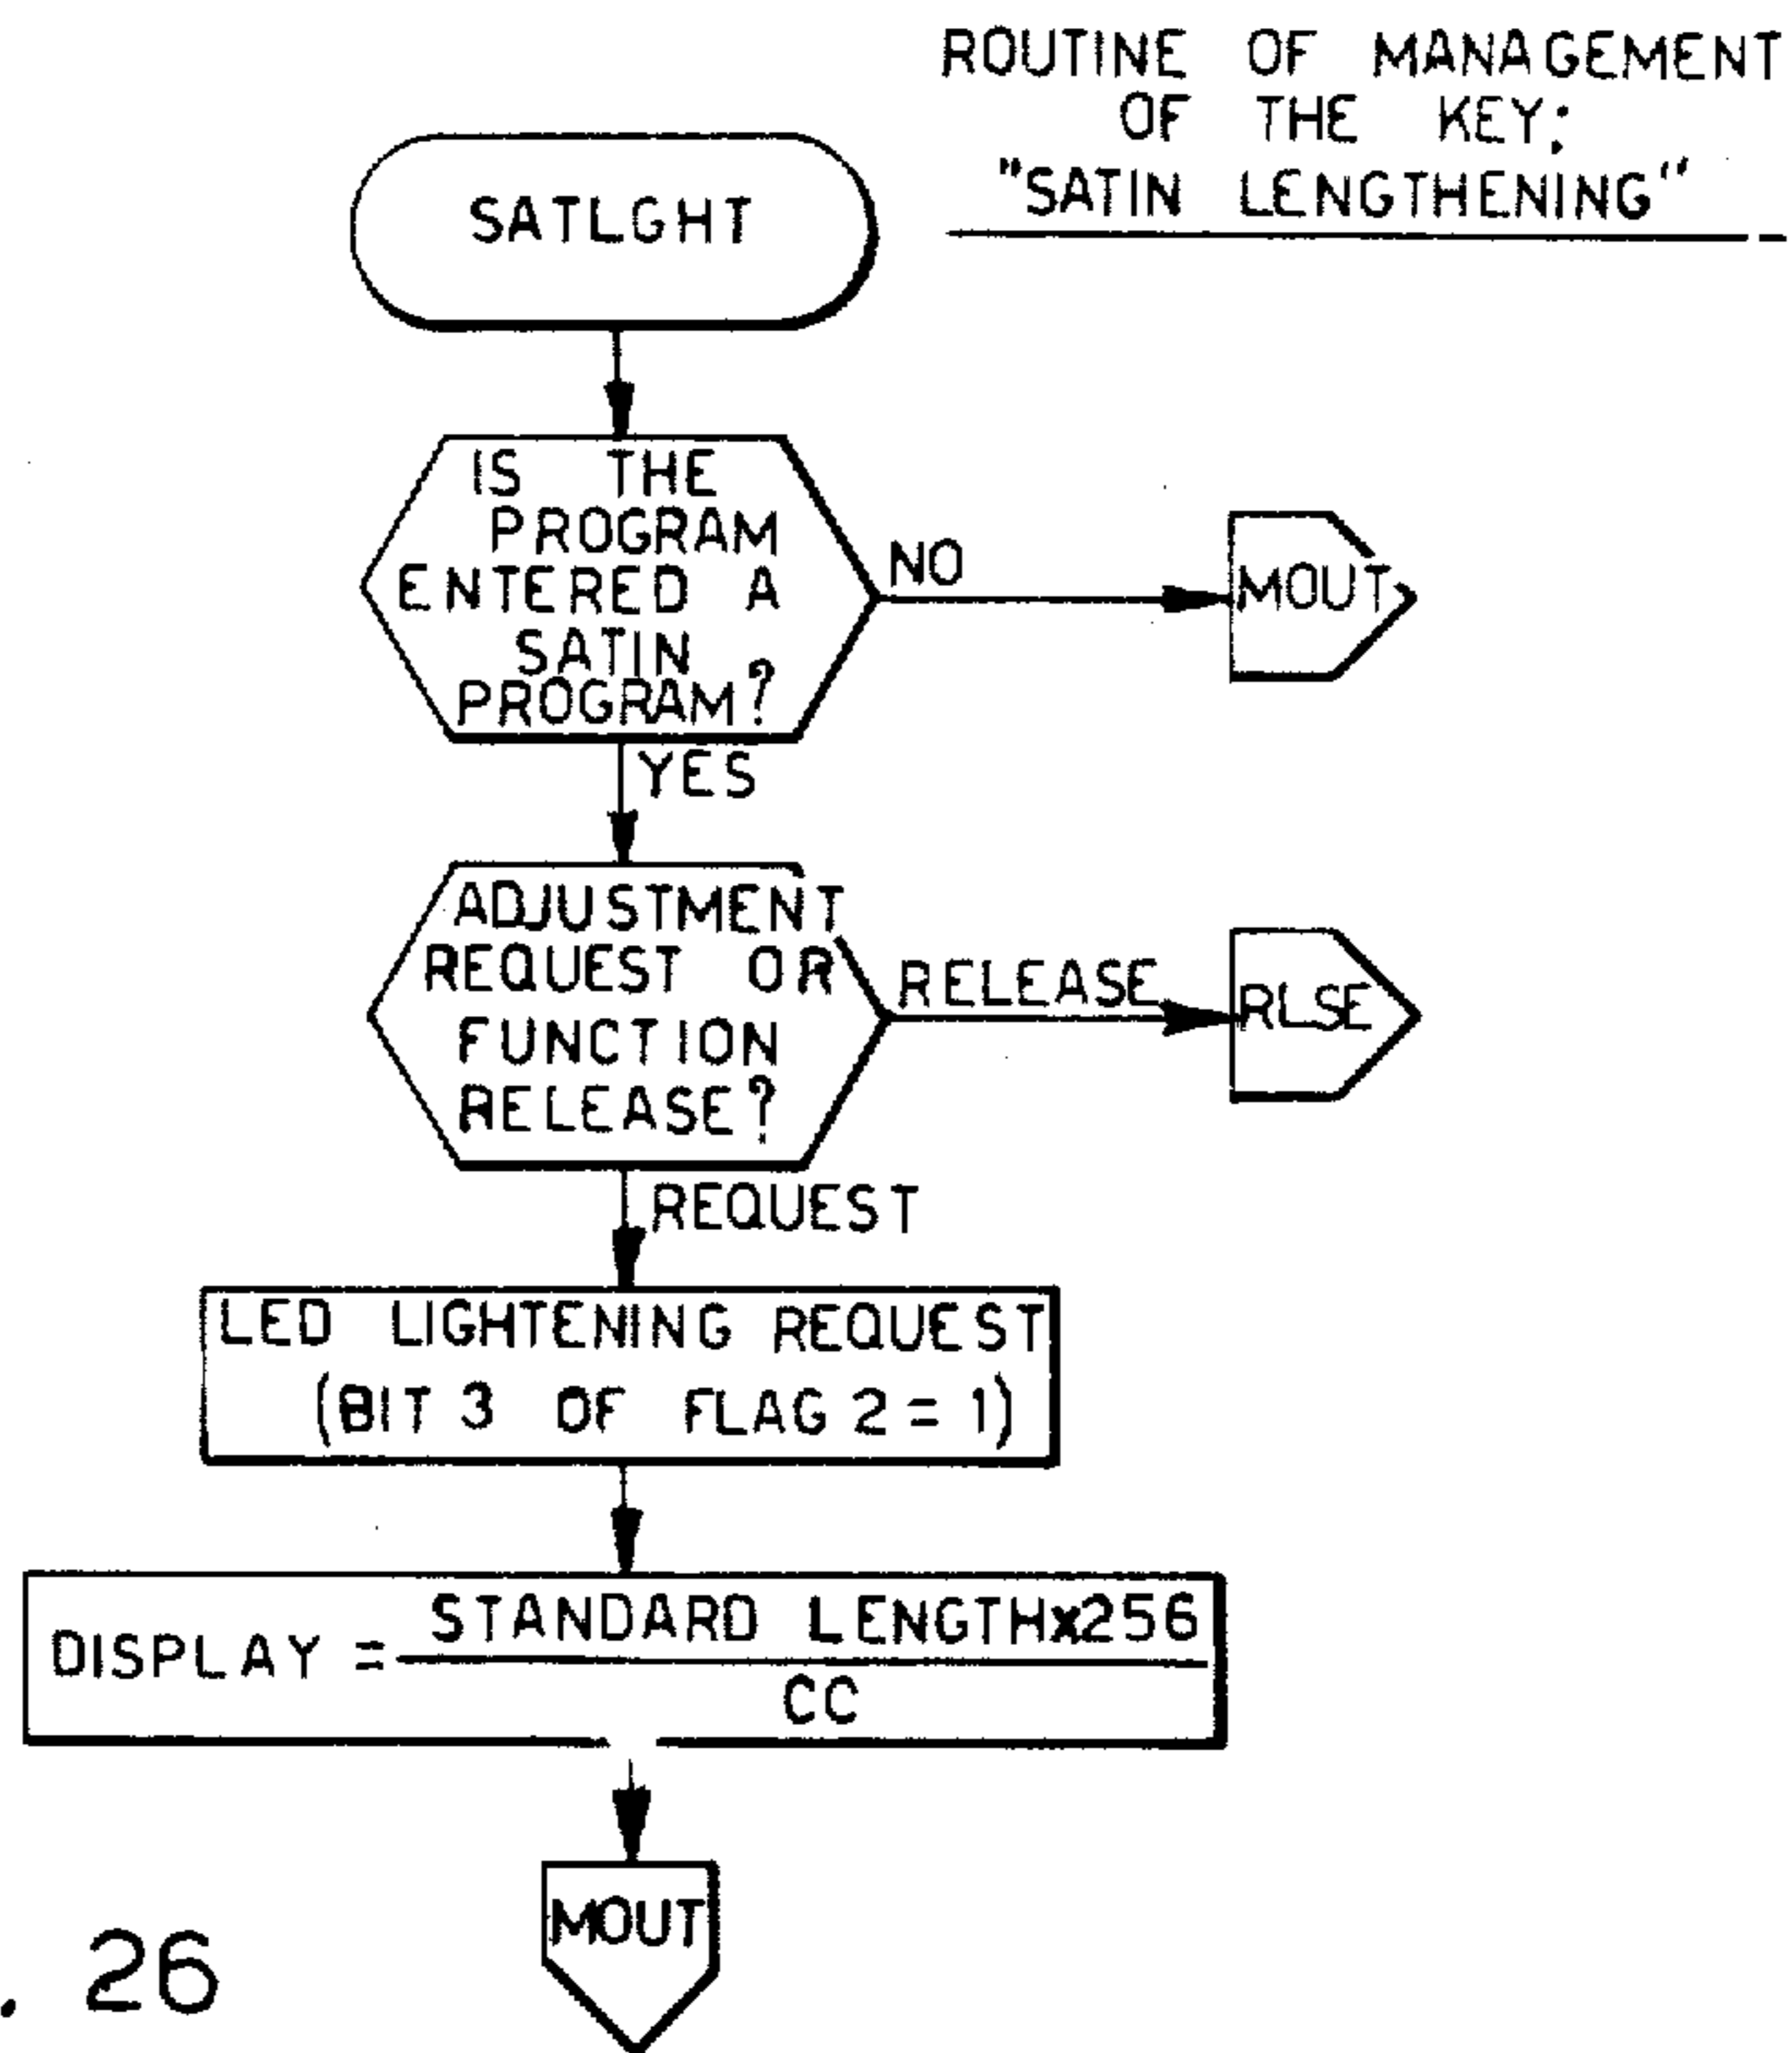 ROUTINE OF MANAGEMENT
OF THE KEY:
"SATIN LENGTHENING"
SATLGHT
IS THE
PROGRAM
ENTERED A
SATIN
PROGRAM?
NO
MOUT
YES
ADJUSTMENT
REQUEST OR
FUNCTION
RELEASE?
RELEASE
RLSE
REQUEST
LED LIGHTENING REQUEST
(BIT 3 OF FLAG 2 = 1)
STANDARD LENGTHx256
DISPLAY =
CC
MOUT
. 26